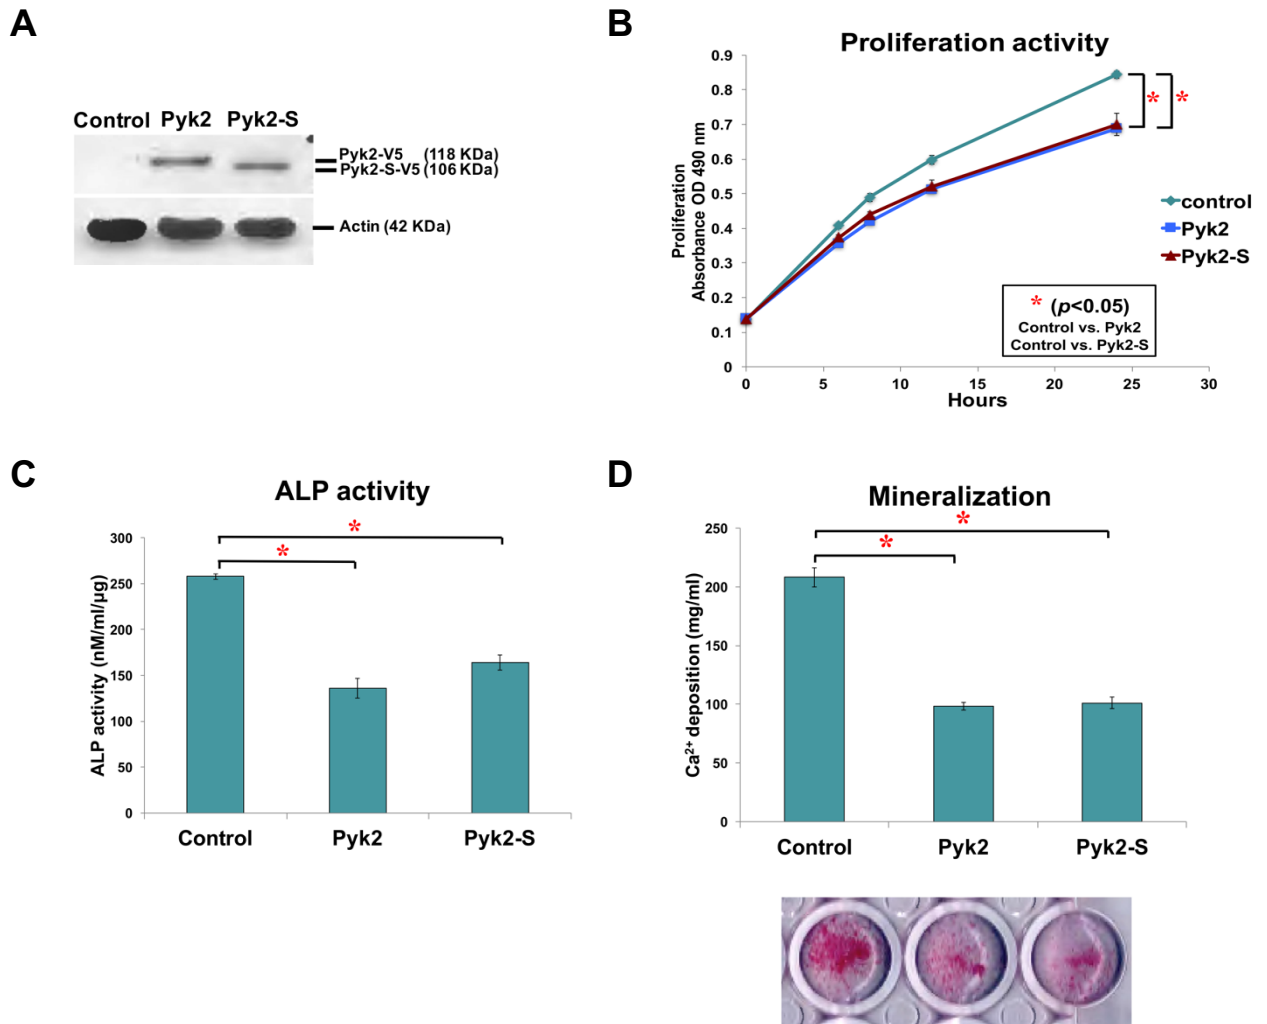 A
Control Pyk2 Pyk2-S
Pyk2-V5 (118 KDa)
Pyk2-S-V5 (106 KDa)
Actin (42 KDa)
B
Proliferation activity
Proliferation
Absorbance OD 490 nm
0.9
0.8
0.7
0.6
0.5
0.4
0.3
0.2
0.1
0
0 5 10 15 20 25 30
Hours
* *
control
Pyk2
Pyk2-S
* (p<0.05)
Control vs. Pyk2
Control vs. Pyk2-S
C
ALP activity
ALP activity (nM/ml/µg)
300
250
200
150
100
50
0
*
*
Control Pyk2 Pyk2-S
D
Mineralization
Ca²⁺ deposition (mg/ml)
250
200
150
100
50
0
*
*
Control Pyk2 Pyk2-S